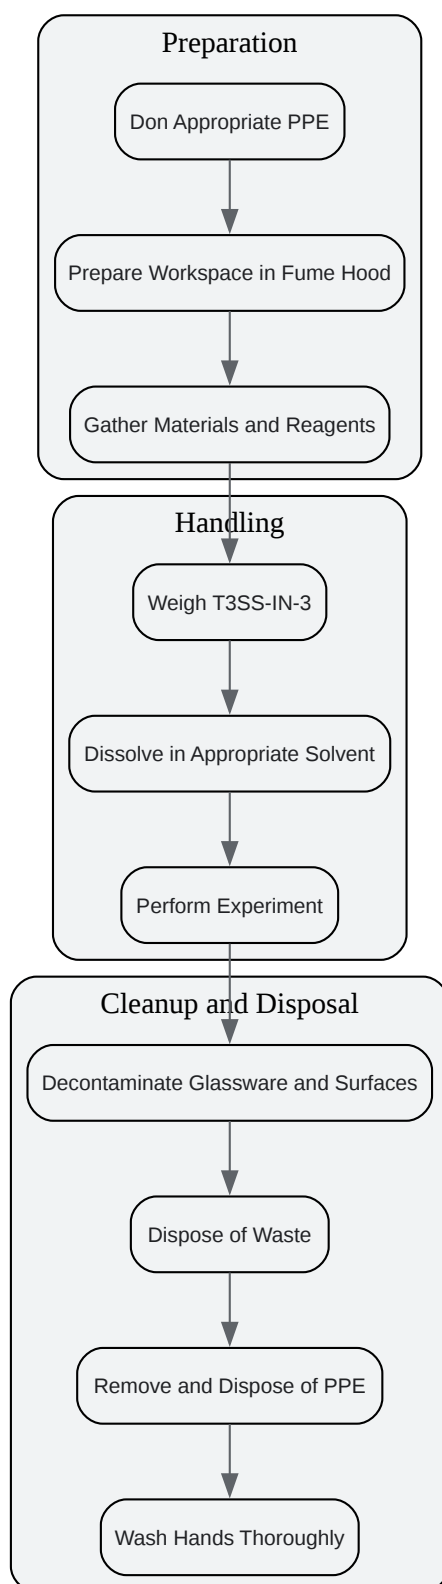 Preparation
Don Appropriate PPE
Prepare Workspace in Fume Hood
Gather Materials and Reagents
Handling
Weigh T3SS-IN-3
Dissolve in Appropriate Solvent
Perform Experiment
Cleanup and Disposal
Decontaminate Glassware and Surfaces
Dispose of Waste
Remove and Dispose of PPE
Wash Hands Thoroughly